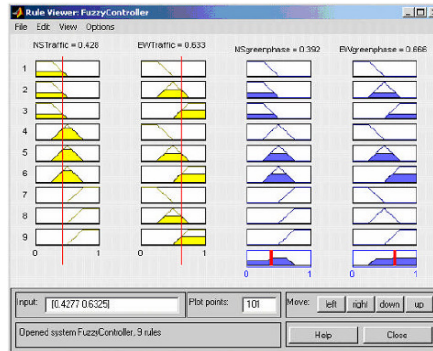 Rule Viewer: FuzzyController
File Edit View Options
NSTraffic = 0.428 EWTraffic = 0.633 NSgreenphase = 0.392 EWgreenphase = 0.666
1
2
3
4
5
6
7
8
9
0 1 0 1
0 1 0 1
Input: [0.4277 0.6325] Plot points: 101 Move: left right down up
Opened system FuzzyController, 9 rules Help Close